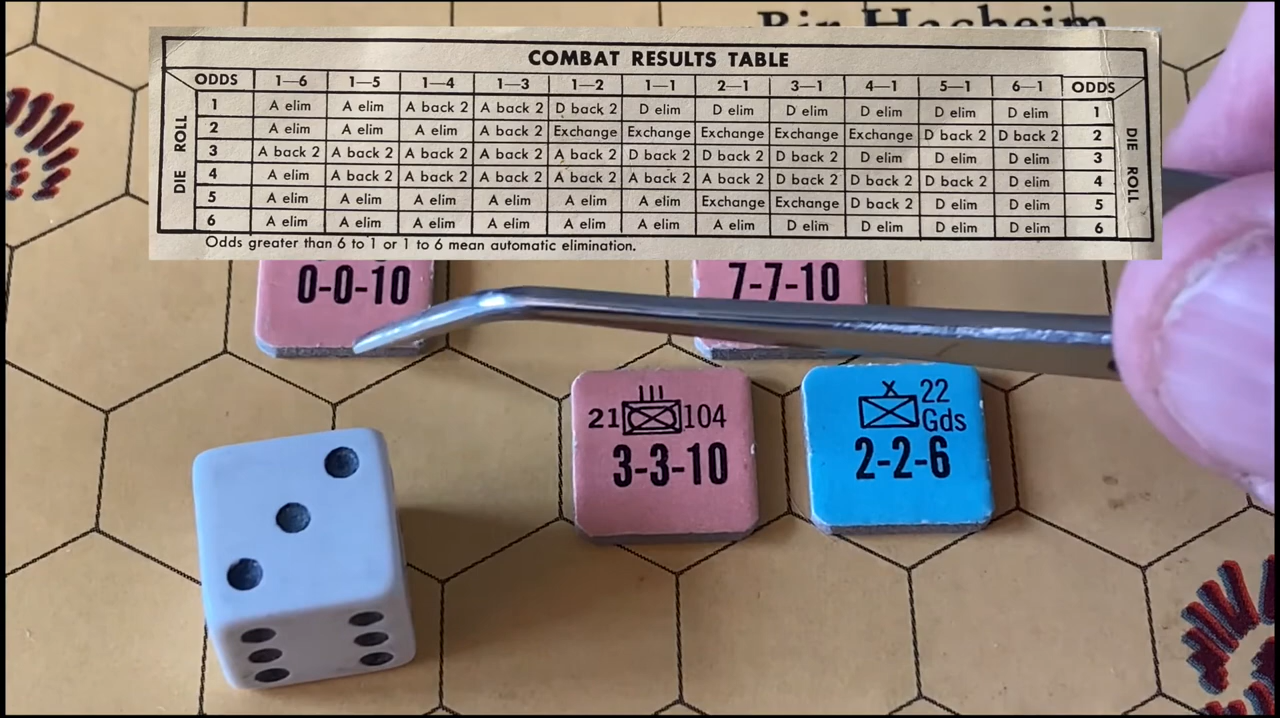 Bir Hacheim
COMBAT RESULTS TABLE
ODDS 1—6 1—5 1—4 1—3 1—2 1—1 2—1 3—1 4—1 5—1 6—1 ODDS
DIE ROLL
1 A elim A elim A back 2 A back 2 D back 2 D elim D elim D elim D elim D elim D elim 1
2 A elim A elim A elim A back 2 Exchange Exchange Exchange Exchange Exchange D back 2 D back 2 2
3 A back 2 A back 2 A back 2 A back 2 A back 2 D back 2 D back 2 D back 2 D elim D elim D elim 3
4 A elim A back 2 A back 2 A back 2 A back 2 A back 2 A back 2 D back 2 D back 2 D back 2 D elim 4
5 A elim A elim A elim A elim A elim A elim Exchange Exchange D back 2 D elim D elim 5
6 A elim A elim A elim A elim A elim A elim A elim D elim D elim D elim D elim 6
DIE ROLL
Odds greater than 6 to 1 or 1 to 6 mean automatic elimination.
0-0-10
7-7-10
III
21 104
3-3-10
X 22
Gds
2-2-6